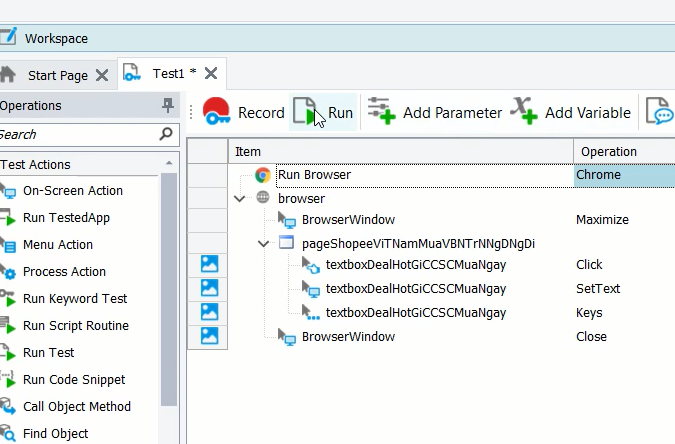 Workspace
Start Page
Test1 *
Operations
Record
Run
Add Parameter
Add Variable
Search
Test Actions
On-Screen Action
Run TestedApp
Menu Action
Process Action
Run Keyword Test
Run Script Routine
Run Test
Run Code Snippet
Call Object Method
Find Object
Item Operation
Run Browser Chrome
browser
BrowserWindow Maximize
pageShopeeViTNamMuaVBNTrNNgDNgDi
textboxDealHotGiCCSCMuaNgay Click
textboxDealHotGiCCSCMuaNgay SetText
textboxDealHotGiCCSCMuaNgay Keys
BrowserWindow Close